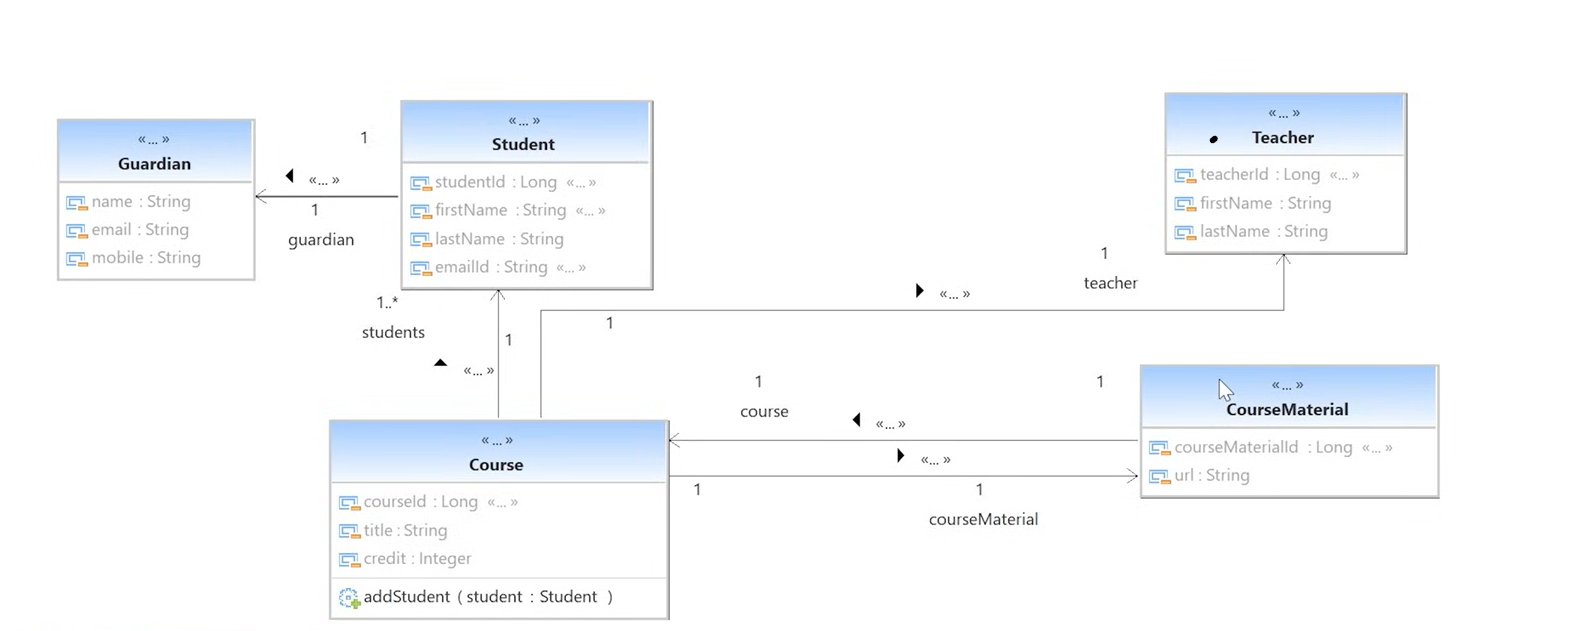 «... »
Guardian
name : String
email : String
mobile : String
1
«... »
1
guardian
«... »
Student
studentId : Long «... »
firstName : String «... »
lastName : String
emailId : String «... »
«... »
Teacher
teacherId : Long «... »
firstName : String
lastName : String
1
teacher
«... »
1
1..*
students
1
«... »
1
course
«... »
1
«... »
1
1
courseMaterial
«... »
CourseMaterial
courseMaterialId : Long «... »
url : String
«... »
Course
courseId : Long «... »
title : String
credit : Integer
addStudent ( student : Student )